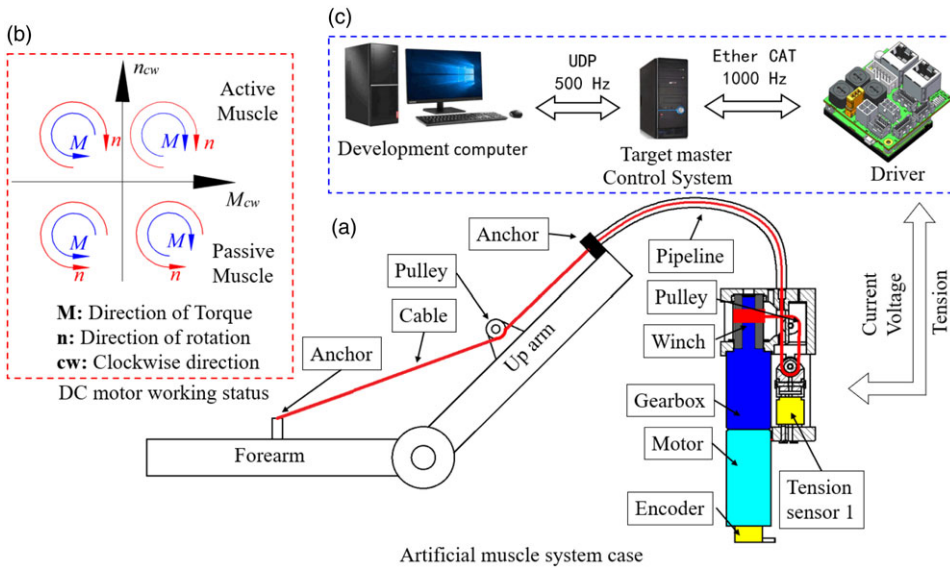 (b)
n_cw
Active
Muscle
M
n
M
n
M_cw
M
n
M
n
Passive
Muscle
M: Direction of Torque
n: Direction of rotation
cw: Clockwise direction
DC motor working status
(c)
UDP
500 Hz
Ether CAT
1000 Hz
Development computer
Target master
Control System
Driver
(a)
Anchor
Pipeline
Pulley
Cable
Anchor
Up arm
Forearm
Pulley
Winch
Gearbox
Motor
Encoder
Tension
sensor 1
Current
Voltage
Tension
Artificial muscle system case